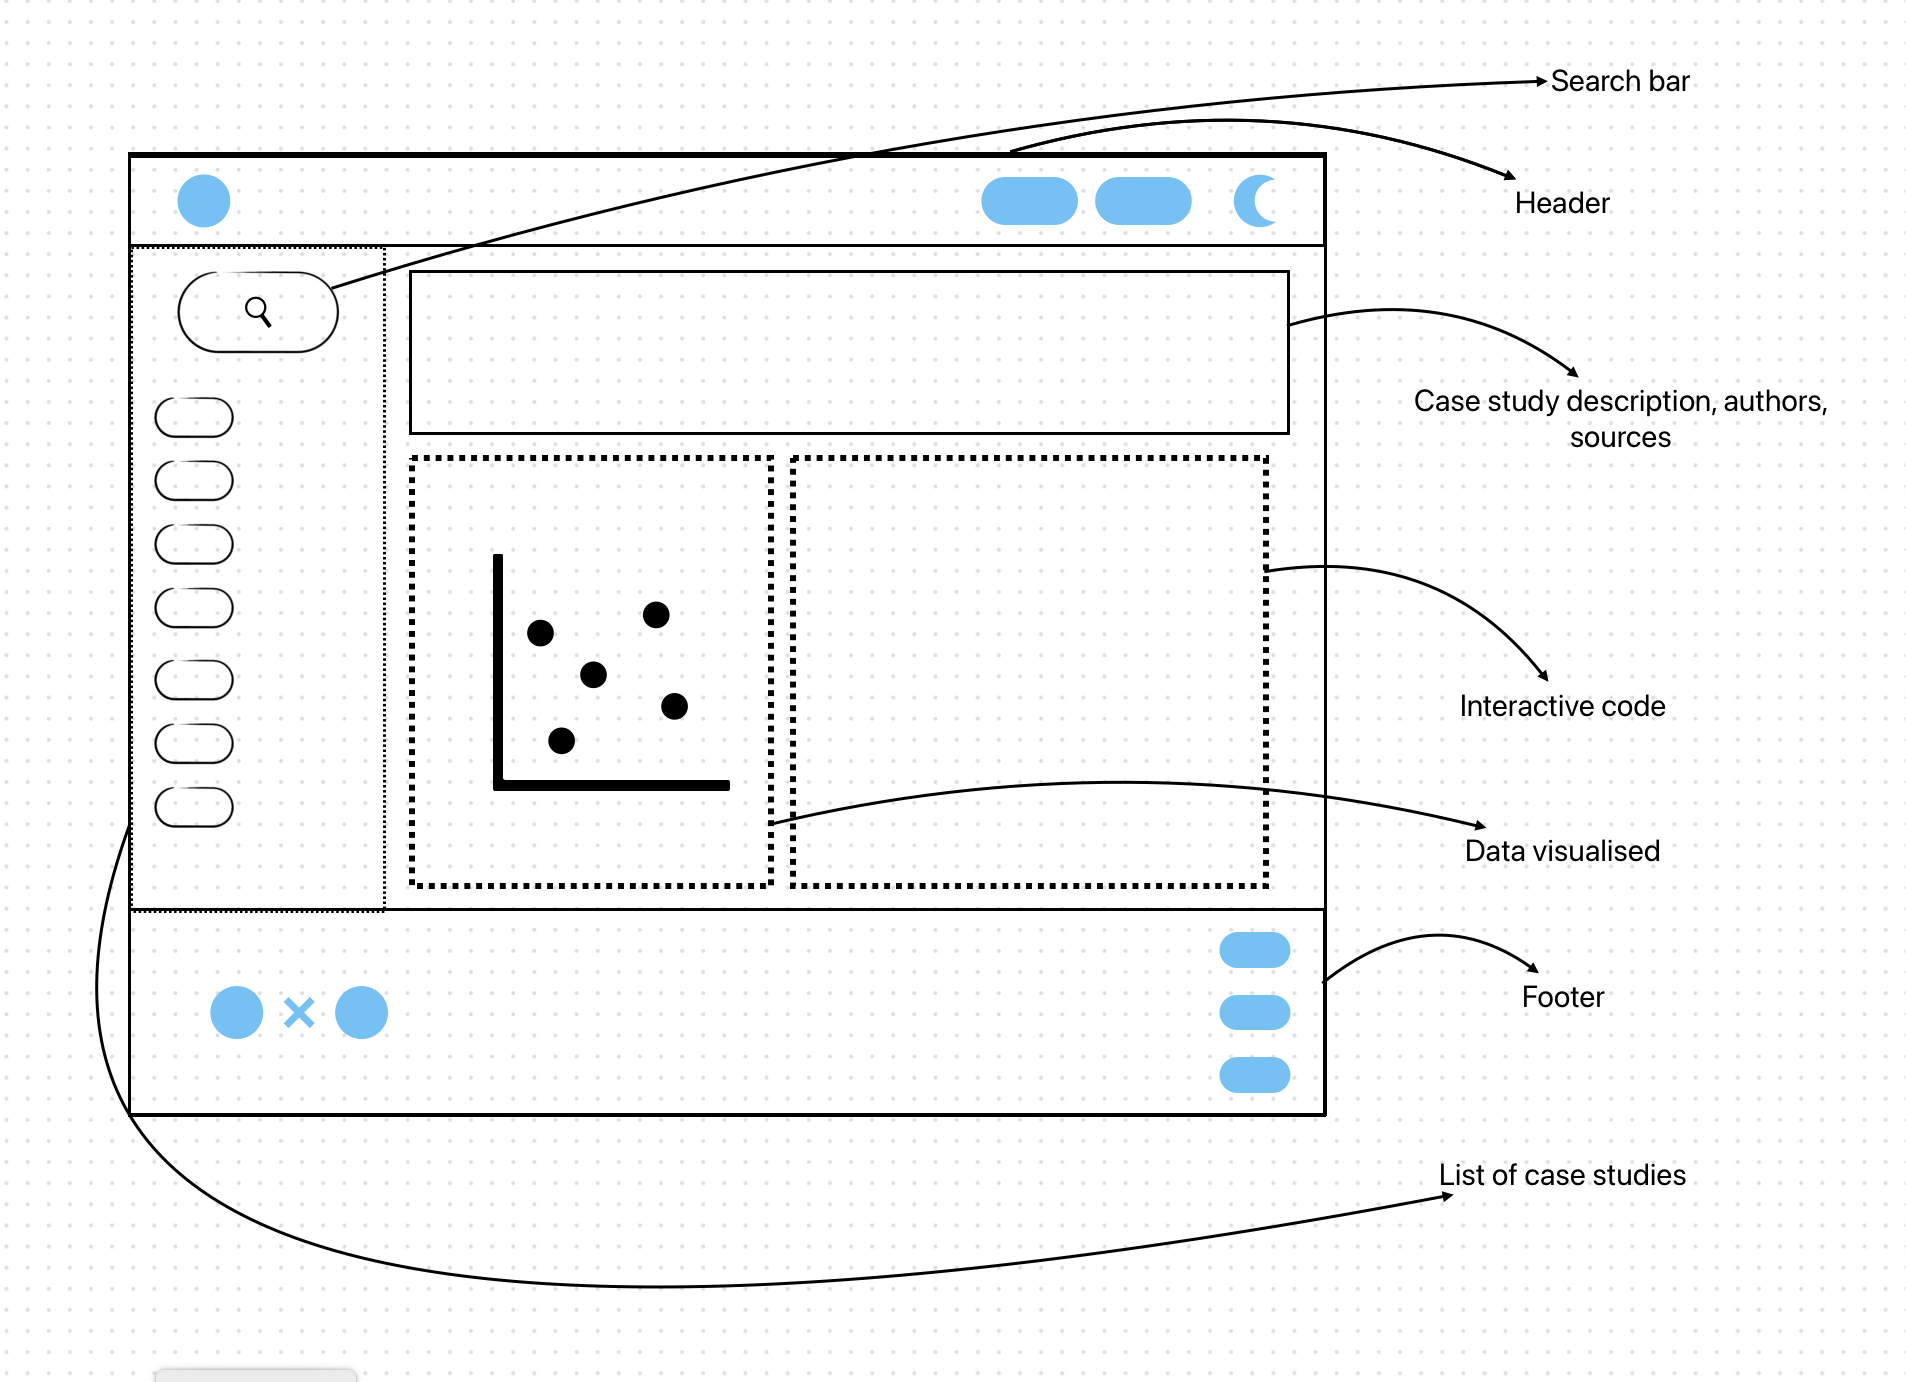 Search bar
Header
Case study description, authors,
sources
Interactive code
Data visualised
Footer
List of case studies